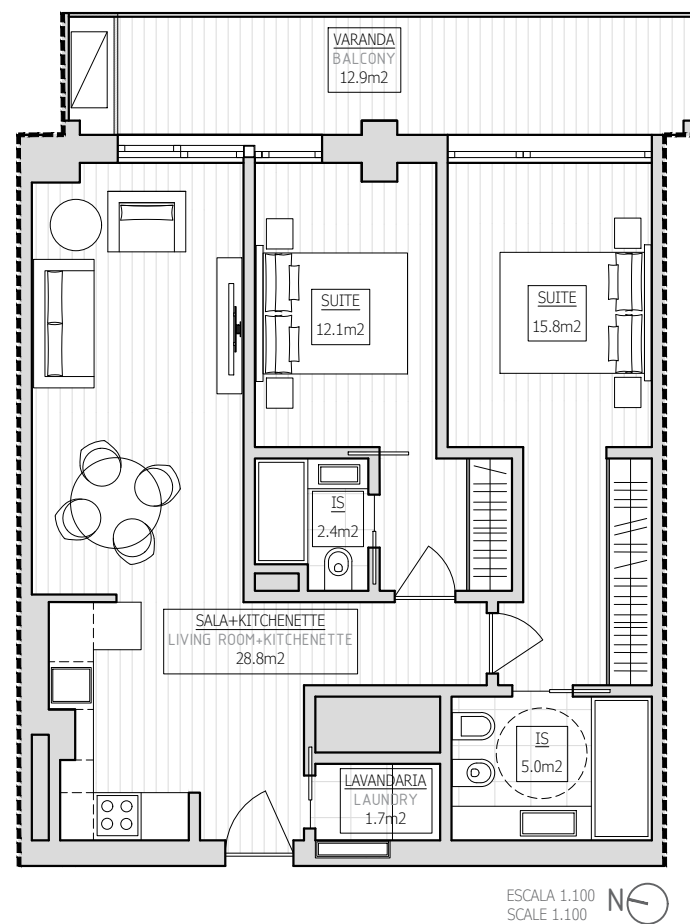 VARANDA
BALCONY
12.9m2
SUITE
12.1m2
SUITE
15.8m2
IS
2.4m2
SALA+KITCHENETTE
LIVING ROOM+KITCHENETTE
28.8m2
IS
5.0m2
LAVANDARIA
LAUNDRY
1.7m2
ESCALA 1.100
SCALE 1.100
N